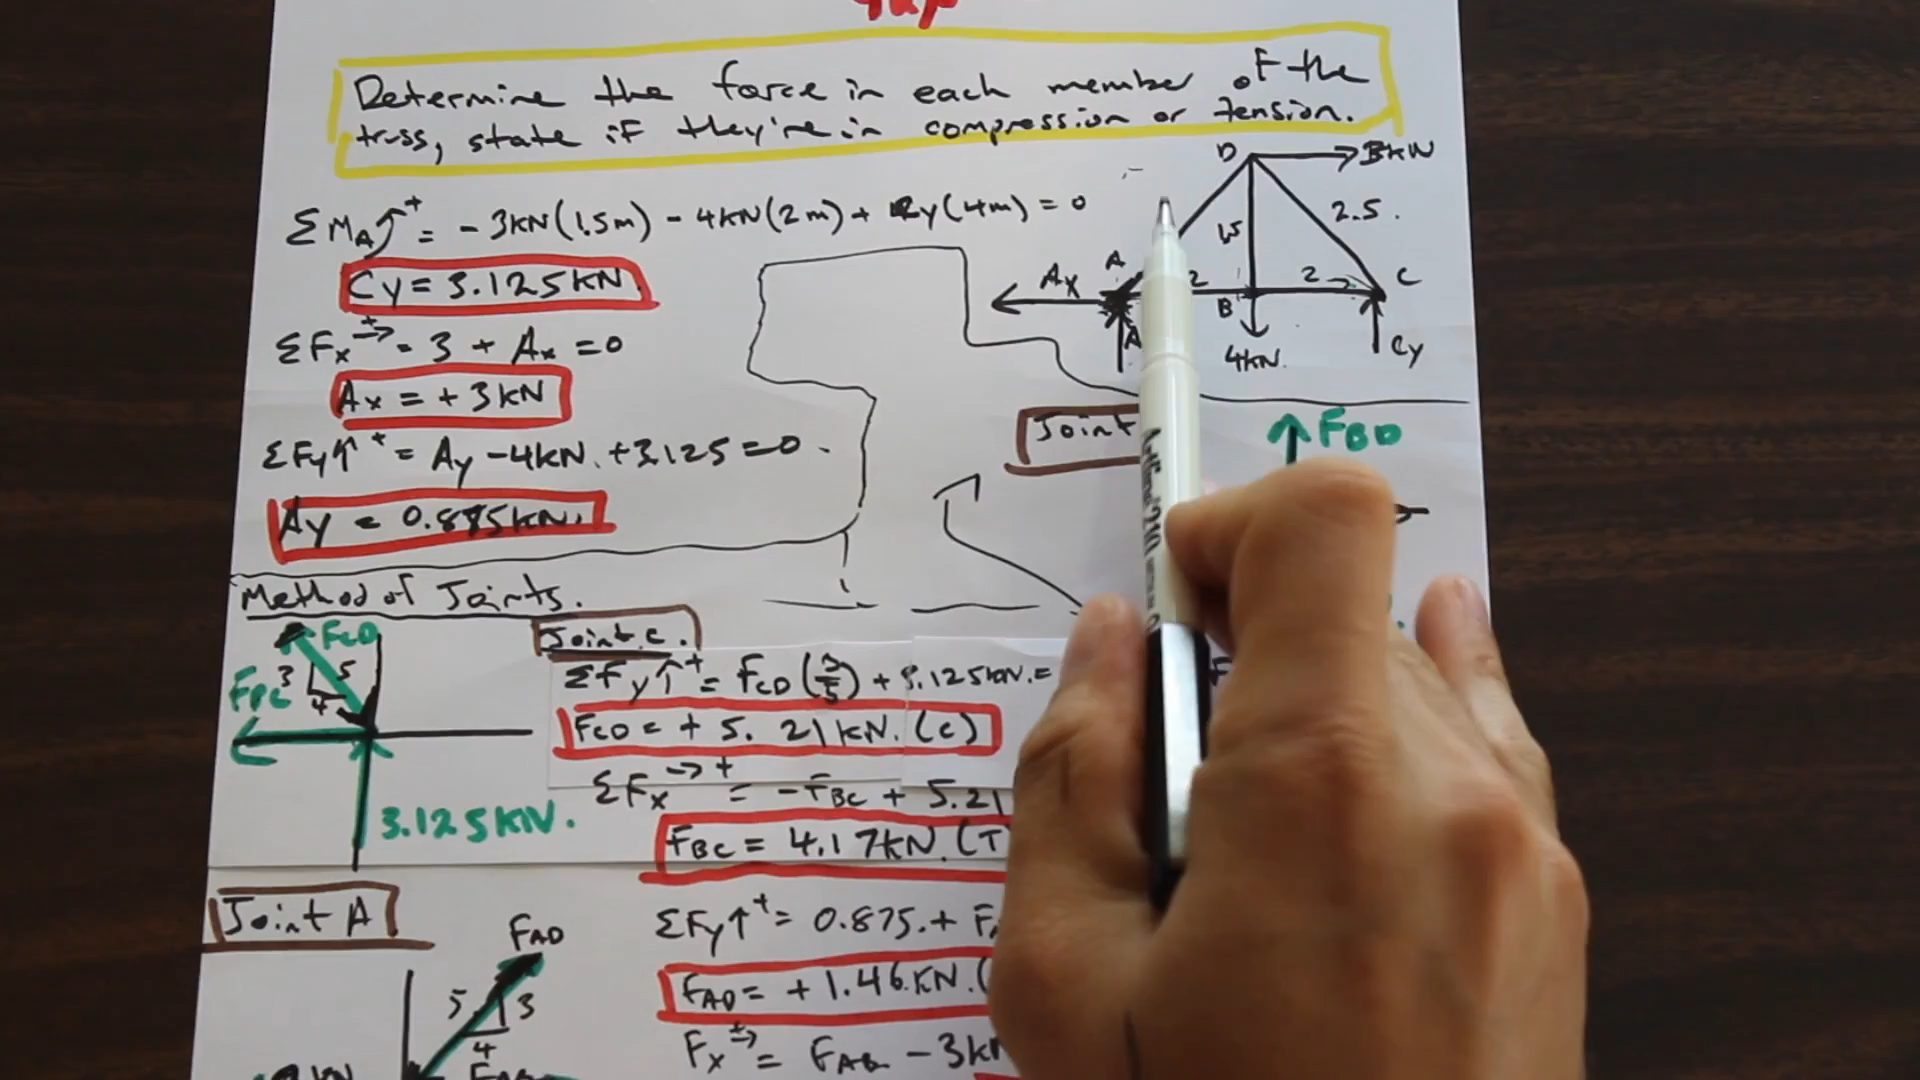 Determine the force in each member of the
truss, state if they're in compression or tension.
D
3KN
ΣMA + = - 3KN(1.5m) - 4KN(2m) + Cy(4m) = 0
1.5
2.5
A
Ax
2
2
C
B
A
Cy
4KN.
Cy = 3.125KN.
ΣFx + = 3 + Ax = 0
Ax = +3KN
Joint
FBD
ΣFy↑+ = Ay - 4KN. + 3.125 = 0
Ay = 0.875KN.
Method of Joints.
FCD
3
5
4
3.125KN.
Joint C.
ΣFy↑+ = FCD (3/5) + 3.125KN. =
F
FCD = + 5.21KN. (C)
ΣFx →+ = -FBC + 5.21
FBC = 4.17KN. (T)
Joint A
FAD
5
3
4
KN
ΣFy↑+ = 0.875 + F
FAD = + 1.46KN. (
Fx →+ = FAB - 3KN
Artline 210